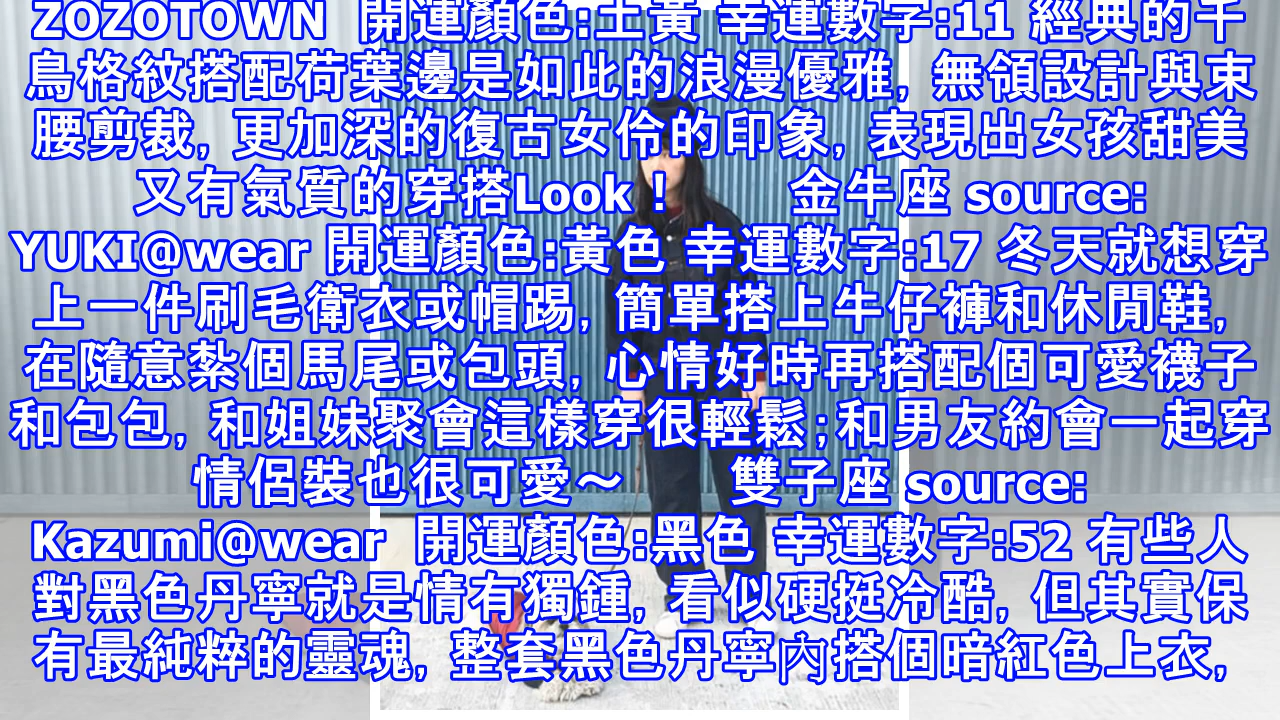 ZOZOTOWN 開運顏色:土黃 幸運數字:11 經典的千
鳥格紋搭配荷葉邊是如此的浪漫優雅, 無領設計與束
腰剪裁, 更加深的復古女伶的印象, 表現出女孩甜美
又有氣質的穿搭Look！ 金牛座 source:
YUKI@wear 開運顏色:黃色 幸運數字:17 冬天就想穿
上一件刷毛衛衣或帽踢, 簡單搭上牛仔褲和休閒鞋,
在隨意紮個馬尾或包頭, 心情好時再搭配個可愛襪子
和包包, 和姐妹聚會這樣穿很輕鬆;和男友約會一起穿
情侶裝也很可愛～ 雙子座 source:
Kazumi@wear 開運顏色:黑色 幸運數字:52 有些人
對黑色丹寧就是情有獨鍾, 看似硬挺冷酷, 但其實保
有最純粹的靈魂, 整套黑色丹寧內搭個暗紅色上衣,